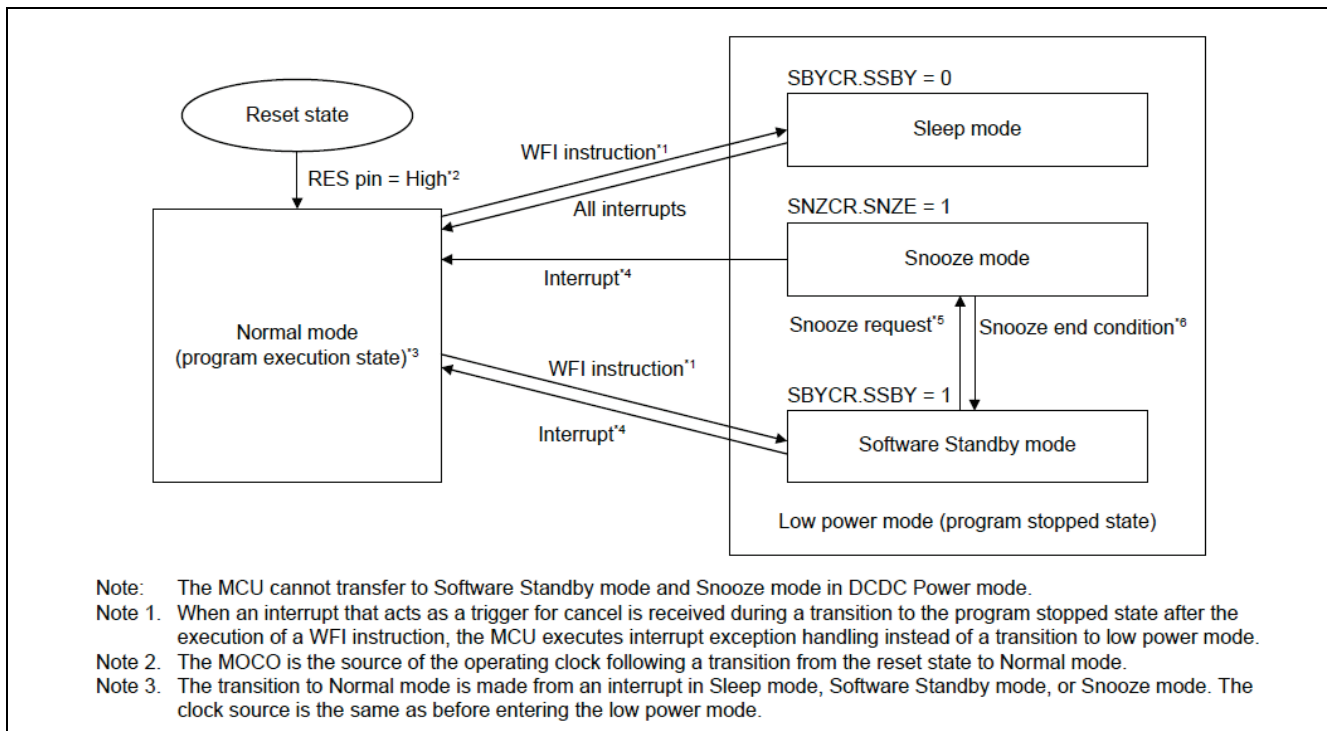 SBYCR.SSBY = 0
Reset state
Sleep mode
WFI instruction*1
RES pin = High*2
All interrupts
SNZCR.SNZE = 1
Snooze mode
Interrupt*4
Normal mode
(program execution state)*3
Snooze request*5
Snooze end condition*6
WFI instruction*1
SBYCR.SSBY = 1
Interrupt*4
Software Standby mode
Low power mode (program stopped state)
Note: The MCU cannot transfer to Software Standby mode and Snooze mode in DCDC Power mode.
Note 1. When an interrupt that acts as a trigger for cancel is received during a transition to the program stopped state after the
execution of a WFI instruction, the MCU executes interrupt exception handling instead of a transition to low power mode.
Note 2. The MOCO is the source of the operating clock following a transition from the reset state to Normal mode.
Note 3. The transition to Normal mode is made from an interrupt in Sleep mode, Software Standby mode, or Snooze mode. The
clock source is the same as before entering the low power mode.